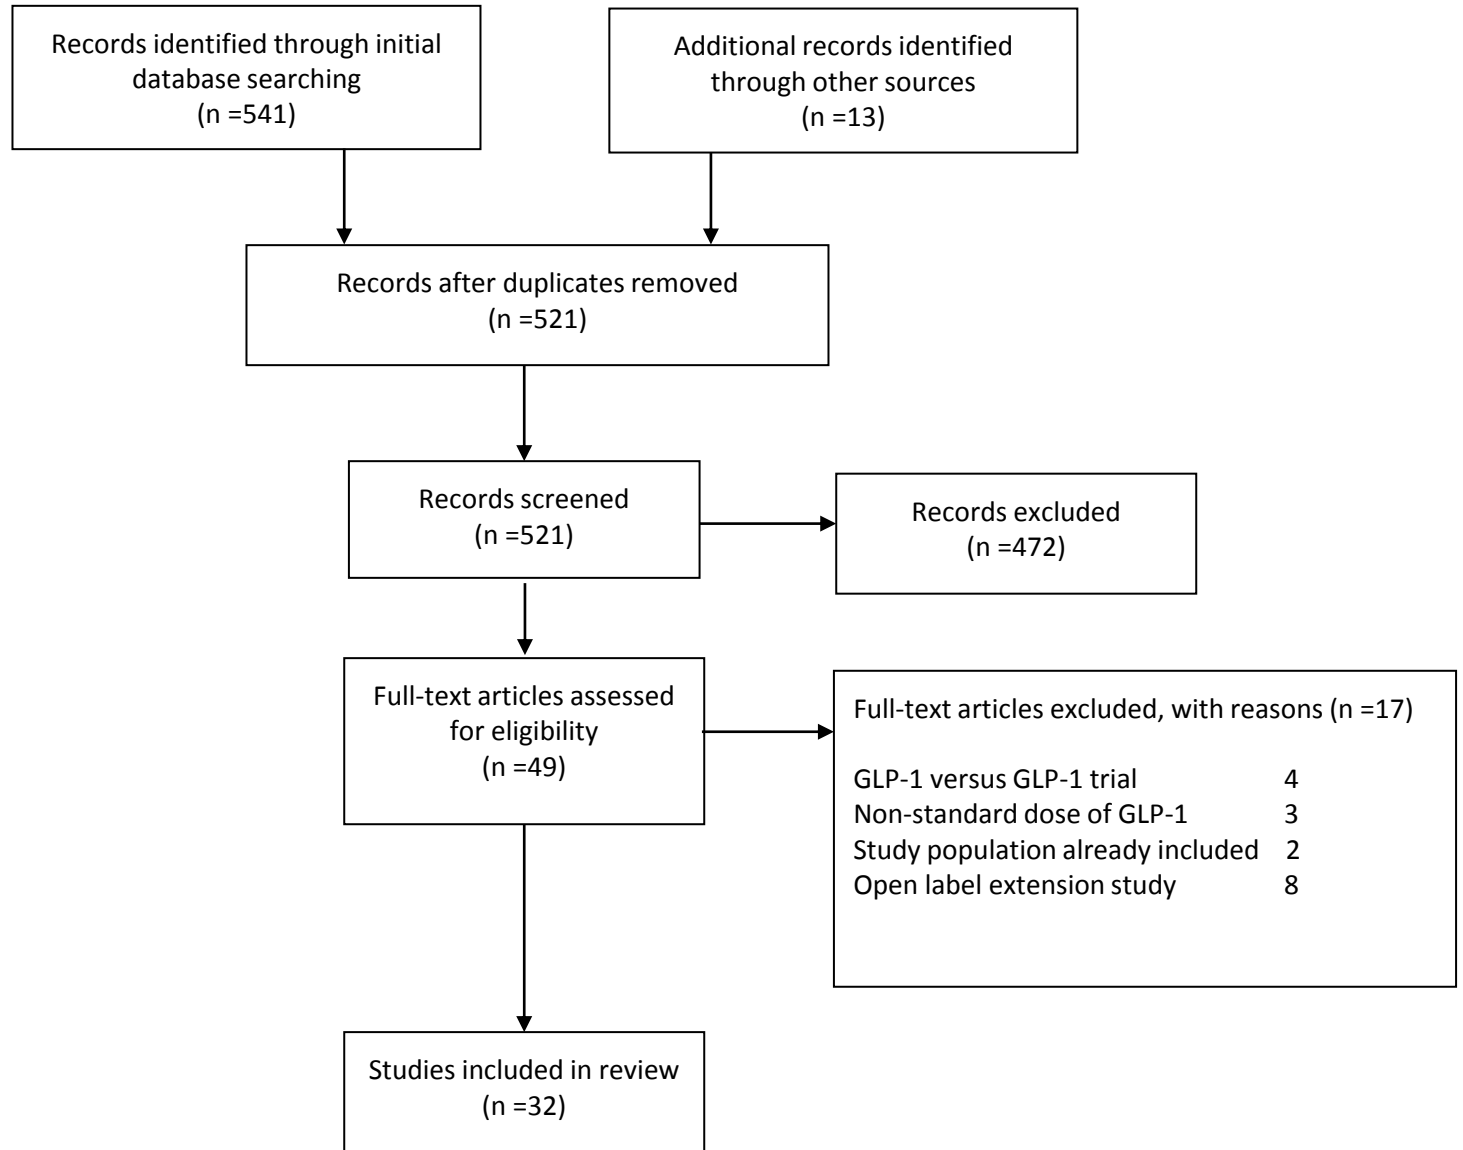 Records identified through initial
database searching
(n =541)
Additional records identified
through other sources
(n =13)
Records after duplicates removed
(n =521)
Records screened
(n =521)
Records excluded
(n =472)
Full-text articles assessed
for eligibility
(n =49)
Full-text articles excluded, with reasons (n =17)
GLP-1 versus GLP-1 trial 4
Non-standard dose of GLP-1 3
Study population already included 2
Open label extension study 8
Studies included in review
(n =32)